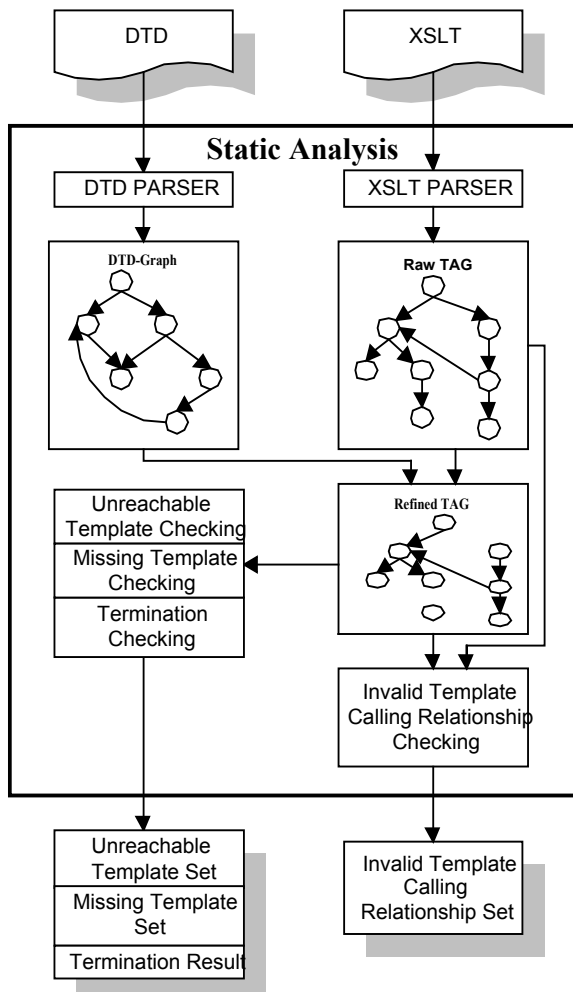 DTD
XSLT
Static Analysis
DTD PARSER
XSLT PARSER
DTD-Graph
Raw TAG
Unreachable
Template Checking
Missing Template
Checking
Termination
Checking
Refined TAG
Invalid Template
Calling Relationship
Checking
Unreachable
Template Set
Missing Template
Set
Termination Result
Invalid Template
Calling
Relationship Set